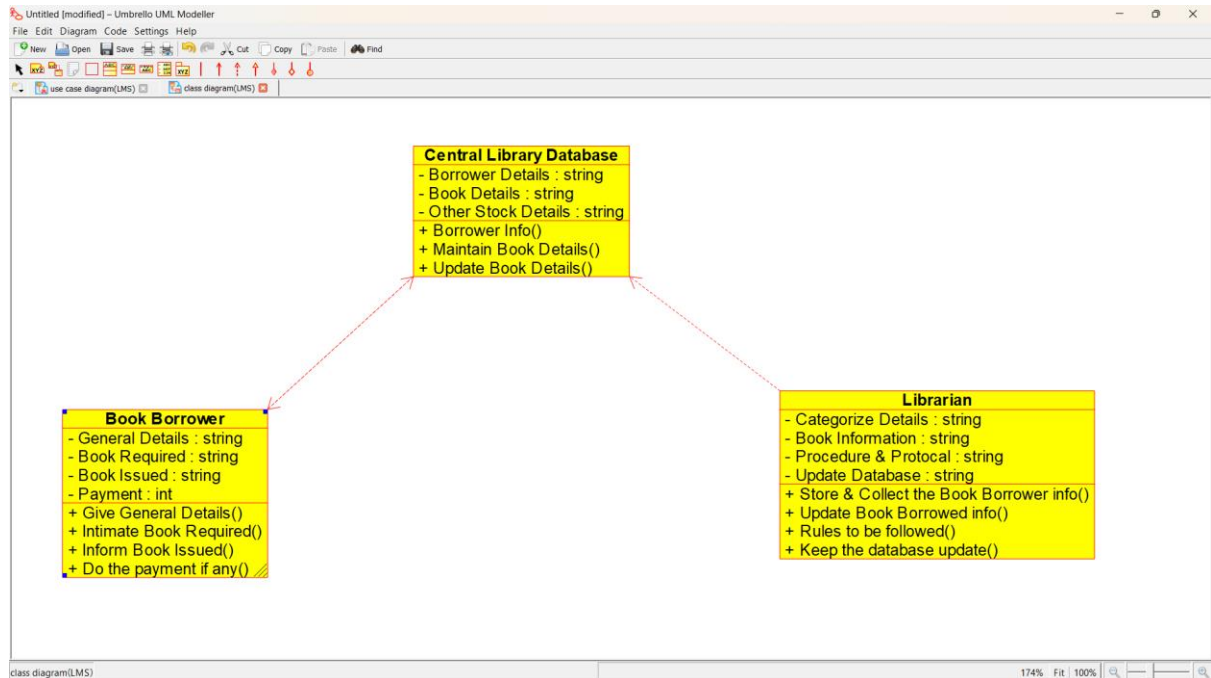 Untitled [modified] – Umbrello UML Modeller
File Edit Diagram Code Settings Help
New Open Save Cut Copy Paste Find
use case diagram(LMS) class diagram(LMS)
Central Library Database
- Borrower Details : string
- Book Details : string
- Other Stock Details : string
+ Borrower Info()
+ Maintain Book Details()
+ Update Book Details()
Book Borrower
- General Details : string
- Book Required : string
- Book Issued : string
- Payment : int
+ Give General Details()
+ Intimate Book Required()
+ Inform Book Issued()
+ Do the payment if any()
Librarian
- Categorize Details : string
- Book Information : string
- Procedure & Protocal : string
- Update Database : string
+ Store & Collect the Book Borrower info()
+ Update Book Borrowed info()
+ Rules to be followed()
+ Keep the database update()
class diagram(LMS)
174% Fit 100%